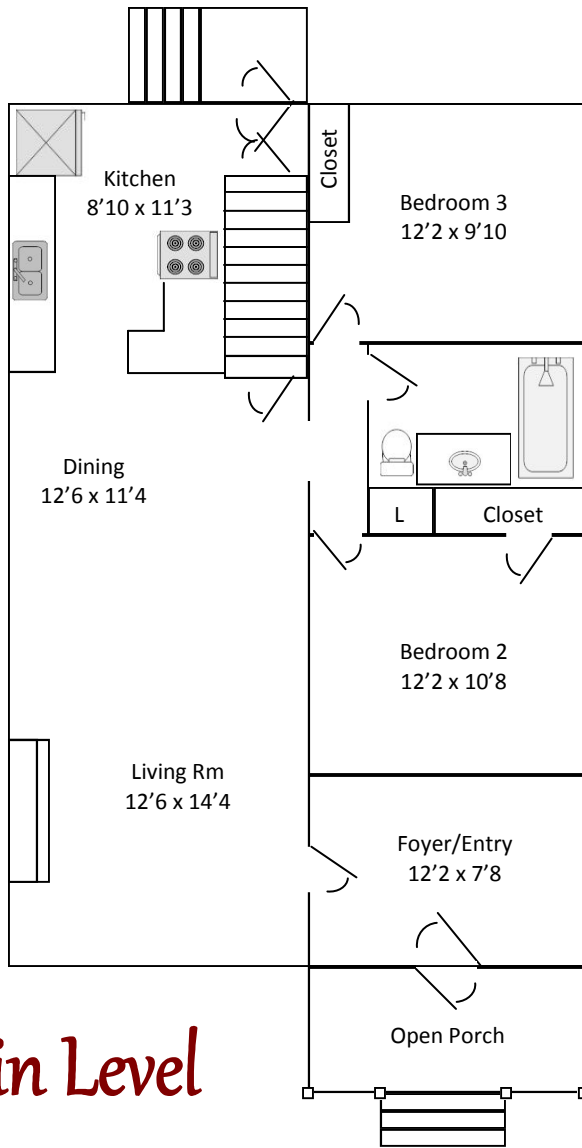 Kitchen
8’10 x 11’3
Closet
Bedroom 3
12’2 x 9’10
Dining
12’6 x 11’4
L
Closet
Bedroom 2
12’2 x 10’8
Living Rm
12’6 x 14’4
Foyer/Entry
12’2 x 7’8
Open Porch
in Level